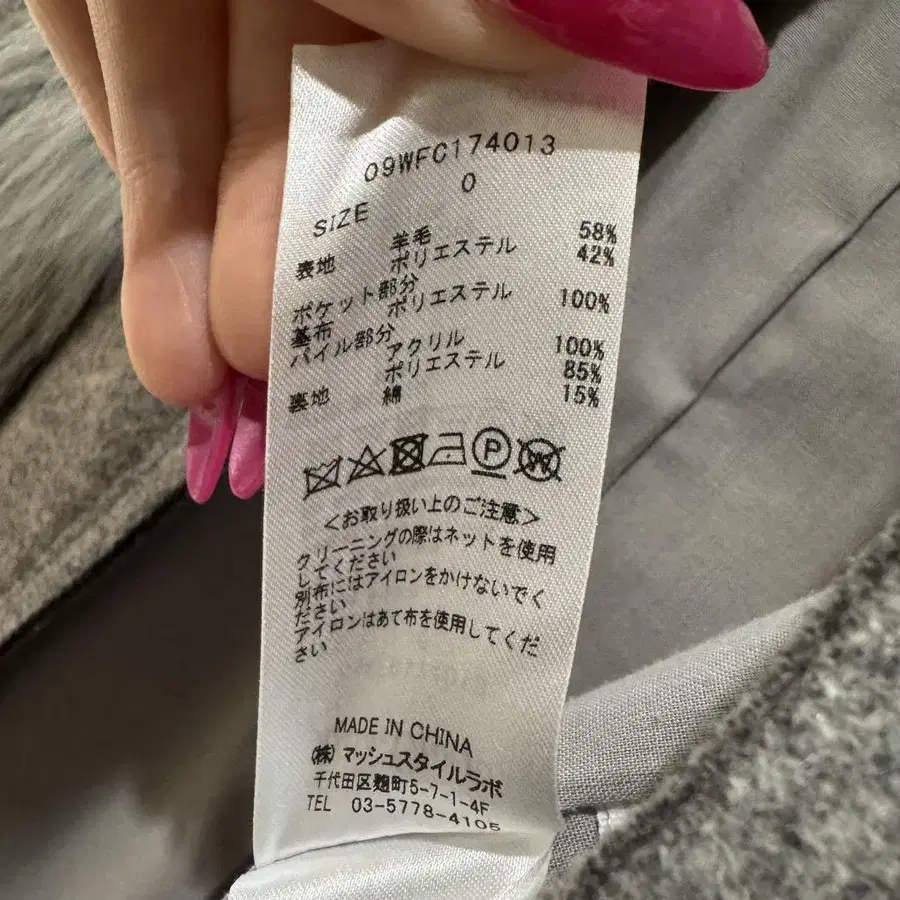 09WFC174013
SIZE 0
表地 羊毛 58%
ポリエステル 42%
ポケット部分
基布 ポリエステル 100%
パイル部分
アクリル 100%
裏地 ポリエステル 85%
綿 15%
P W
＜お取り扱い上のご注意＞
クリーニングの際はネットを使用
してください
別布にはアイロンをかけないでく
ださい
アイロンはあて布を使用してくだ
さい
MADE IN CHINA
㈱ マッシュスタイルラボ
千代田区麹町5-7-1-4F
TEL 03-5778-4105